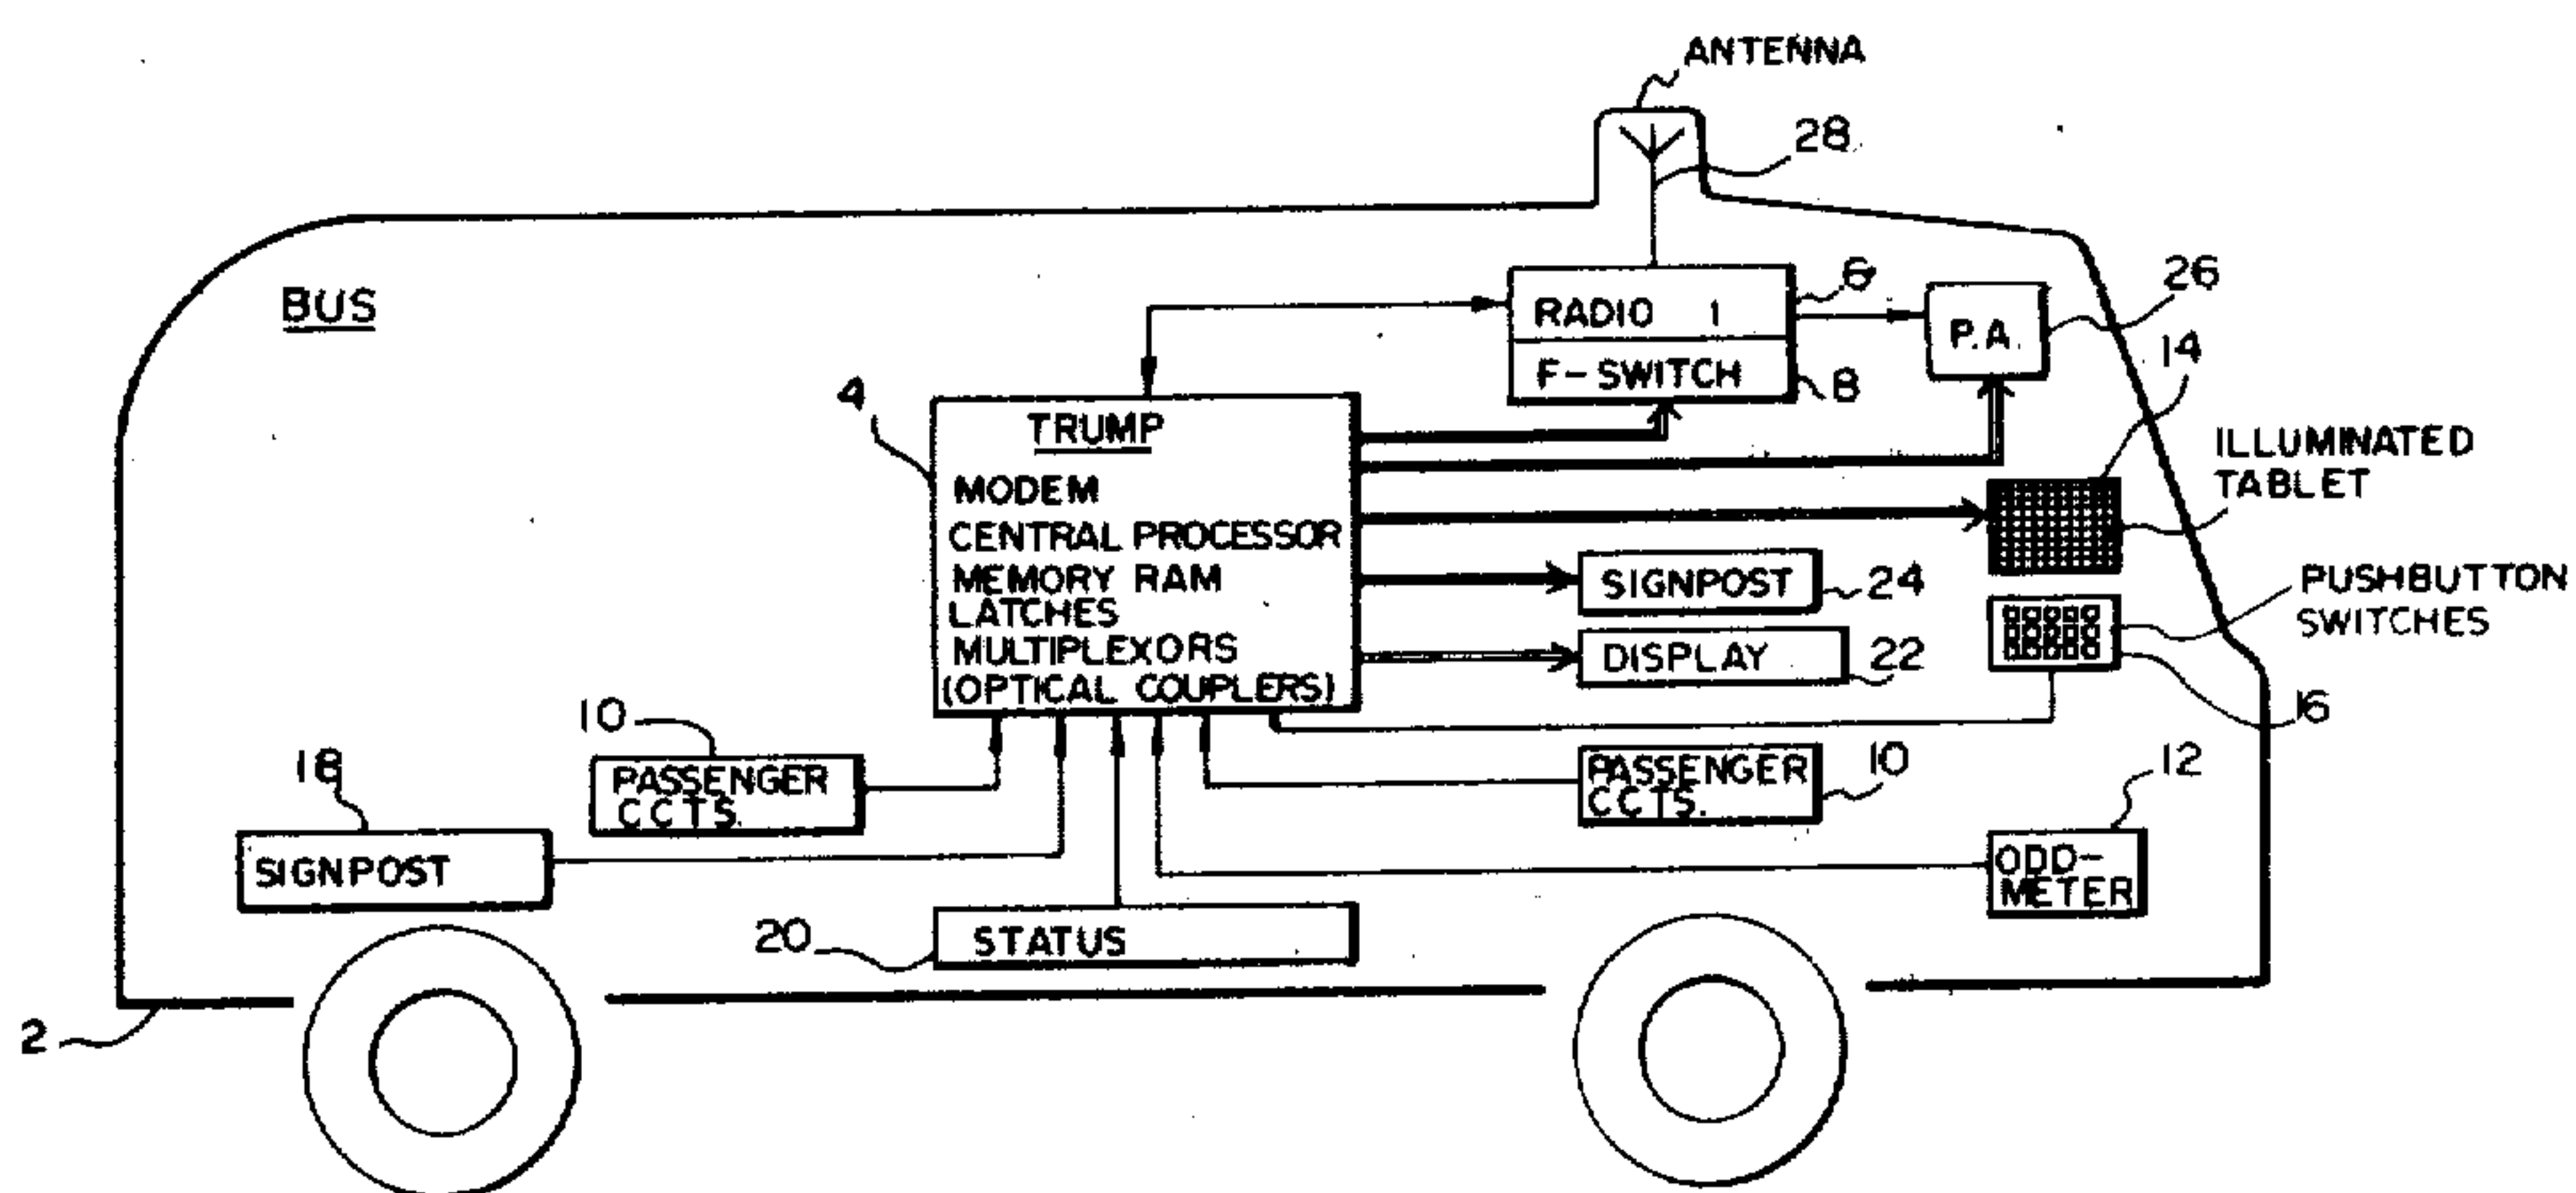 ANTENNA
28
BUS
RADIO 1
6
F-SWITCH
8
P.A.
26
14
ILLUMINATED
TABLET
4
TRUMP
MODEM
CENTRAL PROCESSOR
MEMORY RAM
LATCHES
MULTIPLEXORS
(OPTICAL COUPLERS)
SIGNPOST
24
DISPLAY
22
PUSHBUTTON
SWITCHES
16
10
PASSENGER
CCTS.
18
SIGNPOST
PASSENGER
CCTS.
10
12
ODO-
METER
20
STATUS
2